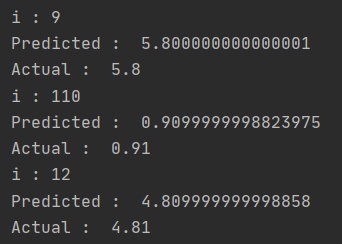 i : 9
Predicted :  5.800000000000001
Actual :  5.8
i : 110
Predicted :  0.9099999998823975
Actual :  0.91
i : 12
Predicted :  4.809999999998858
Actual :  4.81